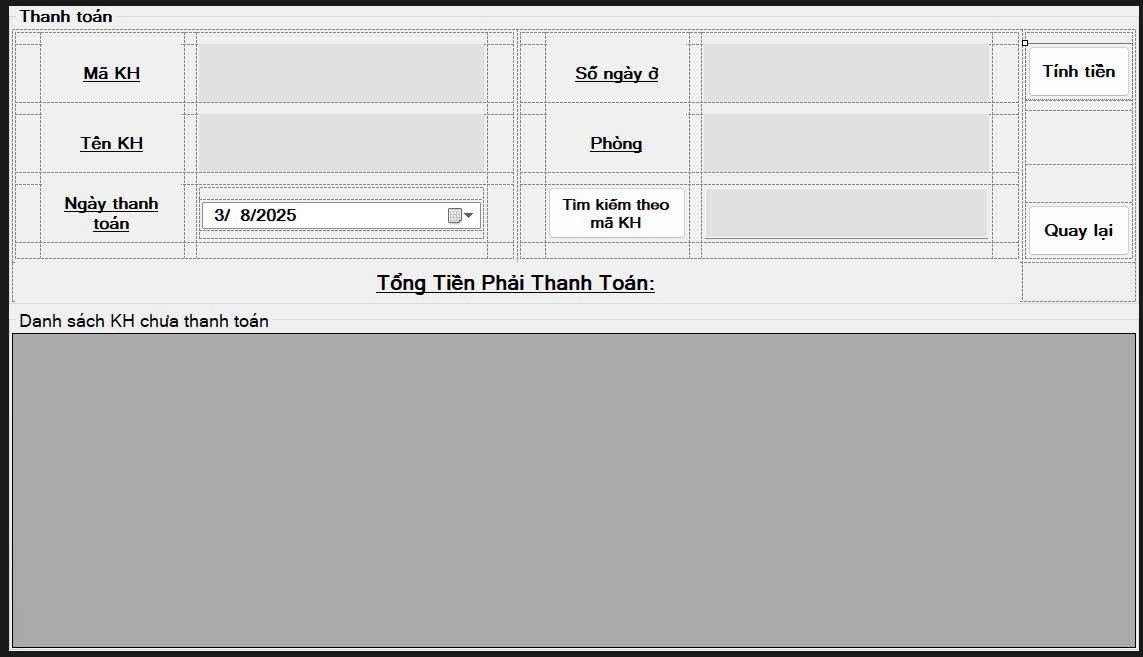 Thanh toán
Mã KH
Số ngày ở
Tính tiền
Tên KH
Phòng
Ngày thanh
toán
3/ 8/2025
Tìm kiếm theo
mã KH
Quay lại
Tổng Tiền Phải Thanh Toán:
Danh sách KH chưa thanh toán